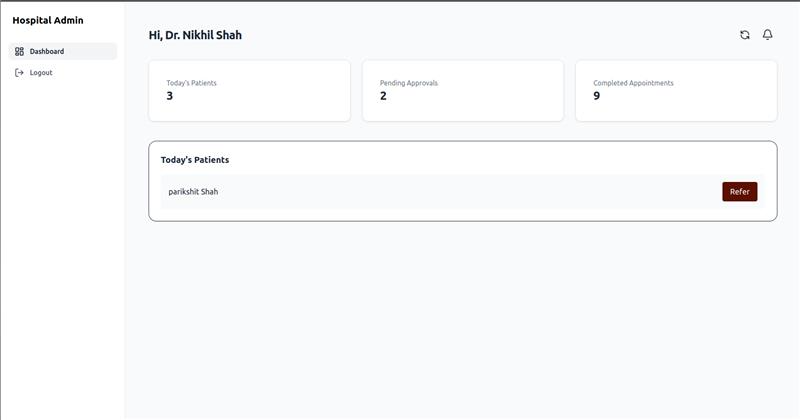 Hospital Admin
Dashboard
Logout
Hi, Dr. Nikhil Shah
Today's Patients
3
Pending Approvals
2
Completed Appointments
9
Today's Patients
parikshit Shah
Refer